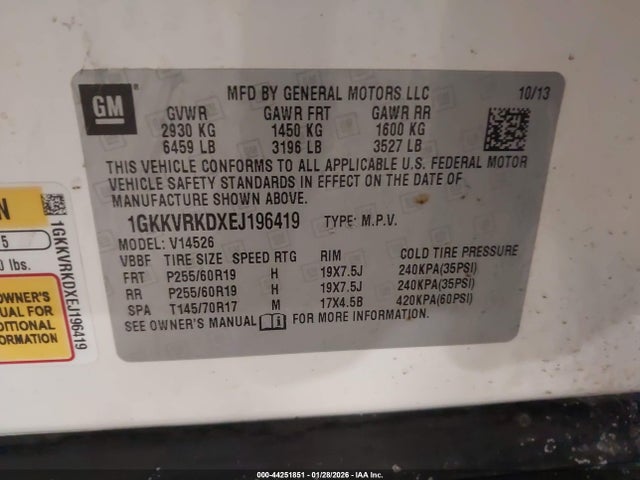 GM
MFD BY GENERAL MOTORS LLC 10/13
GVWR GAWR FRT GAWR RR
2930 KG 1450 KG 1600 KG
6459 LB 3196 LB 3527 LB
THIS VEHICLE CONFORMS TO ALL APPLICABLE U.S. FEDERAL MOTOR
VEHICLE SAFETY STANDARDS IN EFFECT ON THE DATE OF
MANUFACTURE SHOWN ABOVE.
1GKKVRKDXEJ196419 TYPE: M.P.V.
MODEL: V14526
VBBF TIRE SIZE SPEED RTG RIM COLD TIRE PRESSURE
FRT P255/60R19 H 19X7.5J 240KPA(35PSI)
RR P255/60R19 H 19X7.5J 240KPA(35PSI)
SPA T145/70R17 M 17X4.5B 420KPA(60PSI)
SEE OWNER'S MANUAL FOR MORE INFORMATION.
N
5
0 lbs.
OWNER'S
MANUAL FOR
DDITIONAL
FORMATION
1GKKVRKDXEJ196419
000-44251851 | 01/28/2026 - IAA Inc.